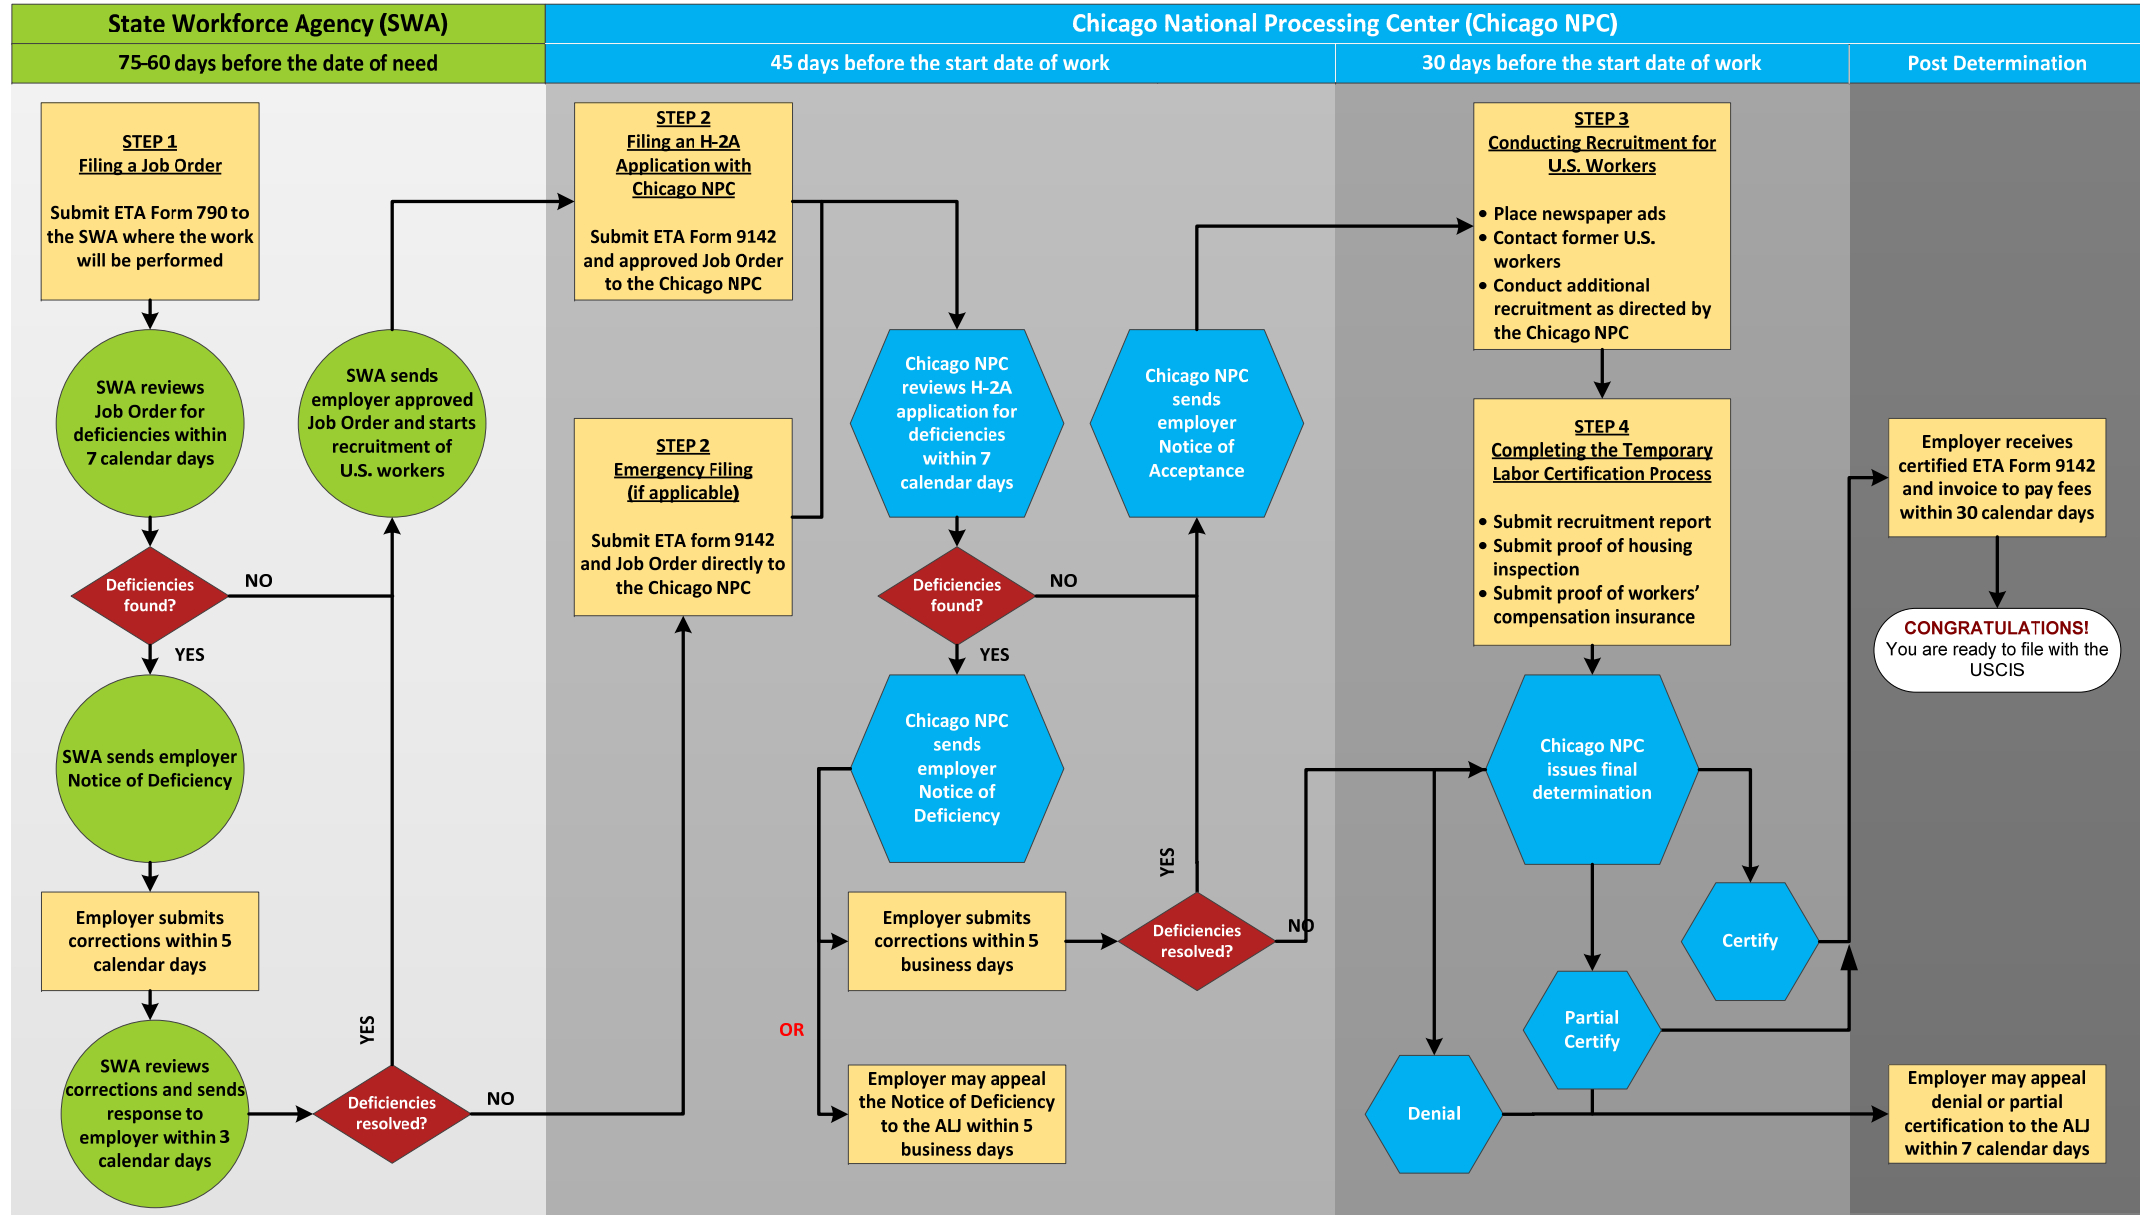 State Workforce Agency (SWA)
Chicago National Processing Center (Chicago NPC)
75-60 days before the date of need
45 days before the start date of work
30 days before the start date of work
Post Determination
STEP 1
Filing a Job Order
Submit ETA Form 790 to
the SWA where the work
will be performed
SWA reviews
Job Order for
deficiencies within
7 calendar days
Deficiencies
found?
NO
YES
SWA sends employer
Notice of Deficiency
Employer submits
corrections within 5
calendar days
SWA reviews
corrections and sends
response to
employer within 3
calendar days
Deficiencies
resolved?
YES
NO
SWA sends
employer approved
Job Order and starts
recruitment of
U.S. workers
STEP 2
Filing an H-2A
Application with
Chicago NPC
Submit ETA Form 9142
and approved Job Order
to the Chicago NPC
STEP 2
Emergency Filing
(if applicable)
Submit ETA form 9142
and Job Order directly to
the Chicago NPC
Chicago NPC
reviews H-2A
application for
deficiencies
within 7
calendar days
Deficiencies
found?
NO
YES
Chicago NPC
sends
employer
Notice of
Deficiency
Employer submits
corrections within 5
business days
OR
Employer may appeal
the Notice of Deficiency
to the ALJ within 5
business days
Deficiencies
resolved?
YES
NO
Chicago NPC
sends
employer
Notice of
Acceptance
STEP 3
Conducting Recruitment for
U.S. Workers
• Place newspaper ads
• Contact former U.S.
workers
• Conduct additional
recruitment as directed by
the Chicago NPC
STEP 4
Completing the Temporary
Labor Certification Process
• Submit recruitment report
• Submit proof of housing
inspection
• Submit proof of workers’
compensation insurance
Chicago NPC
issues final
determination
Certify
Partial
Certify
Denial
Employer receives
certified ETA Form 9142
and invoice to pay fees
within 30 calendar days
CONGRATULATIONS!
You are ready to file with the
USCIS
Employer may appeal
denial or partial
certification to the ALJ
within 7 calendar days